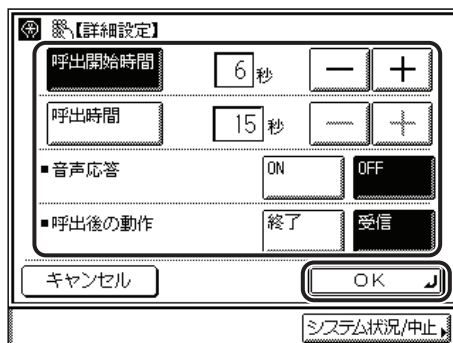 【詳細設定】
呼出開始時間 6秒 － ＋
呼出時間 15秒 － ＋
■音声応答 ON OFF
■呼出後の動作 終了 受信
キャンセル OK
システム状況/中止